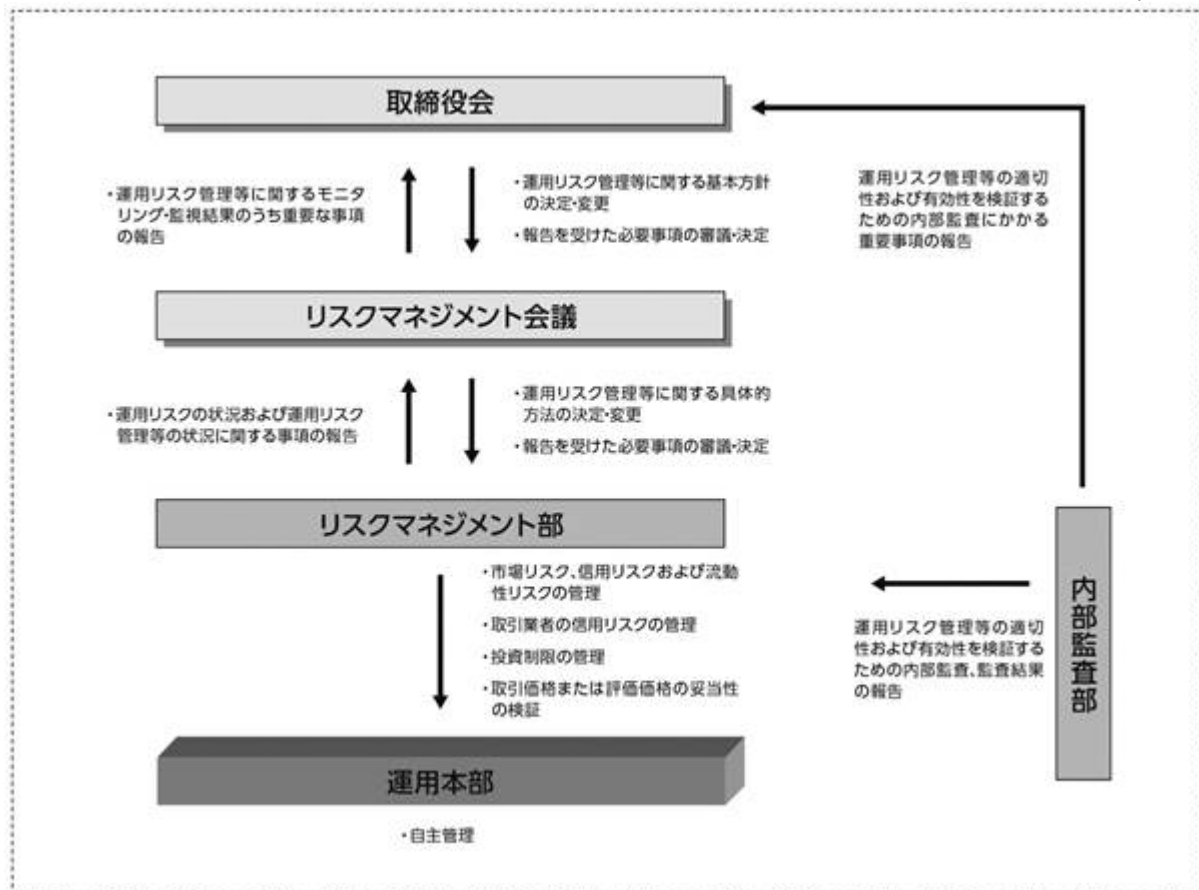 取締役会
・運用リスク管理等に関するモニタ
リング・監視結果のうち重要な事項
の報告
・運用リスク管理等に関する基本方針
の決定・変更
・報告を受けた必要事項の審議・決定
運用リスク管理等の適切
性および有効性を検証する
ための内部監査にかかる
重要事項の報告
リスクマネジメント会議
・運用リスクの状況および運用リスク
管理等の状況に関する事項の報告
・運用リスク管理等に関する具体的
方法の決定・変更
・報告を受けた必要事項の審議・決定
リスクマネジメント部
・市場リスク、信用リスクおよび流動
性リスクの管理
・取引業者の信用リスクの管理
・投資制限の管理
・取引価格または評価価格の妥当性
の検証
運用リスク管理等の適切
性および有効性を検証する
ための内部監査、監査結果
の報告
内部監査部
運用本部
・自主管理